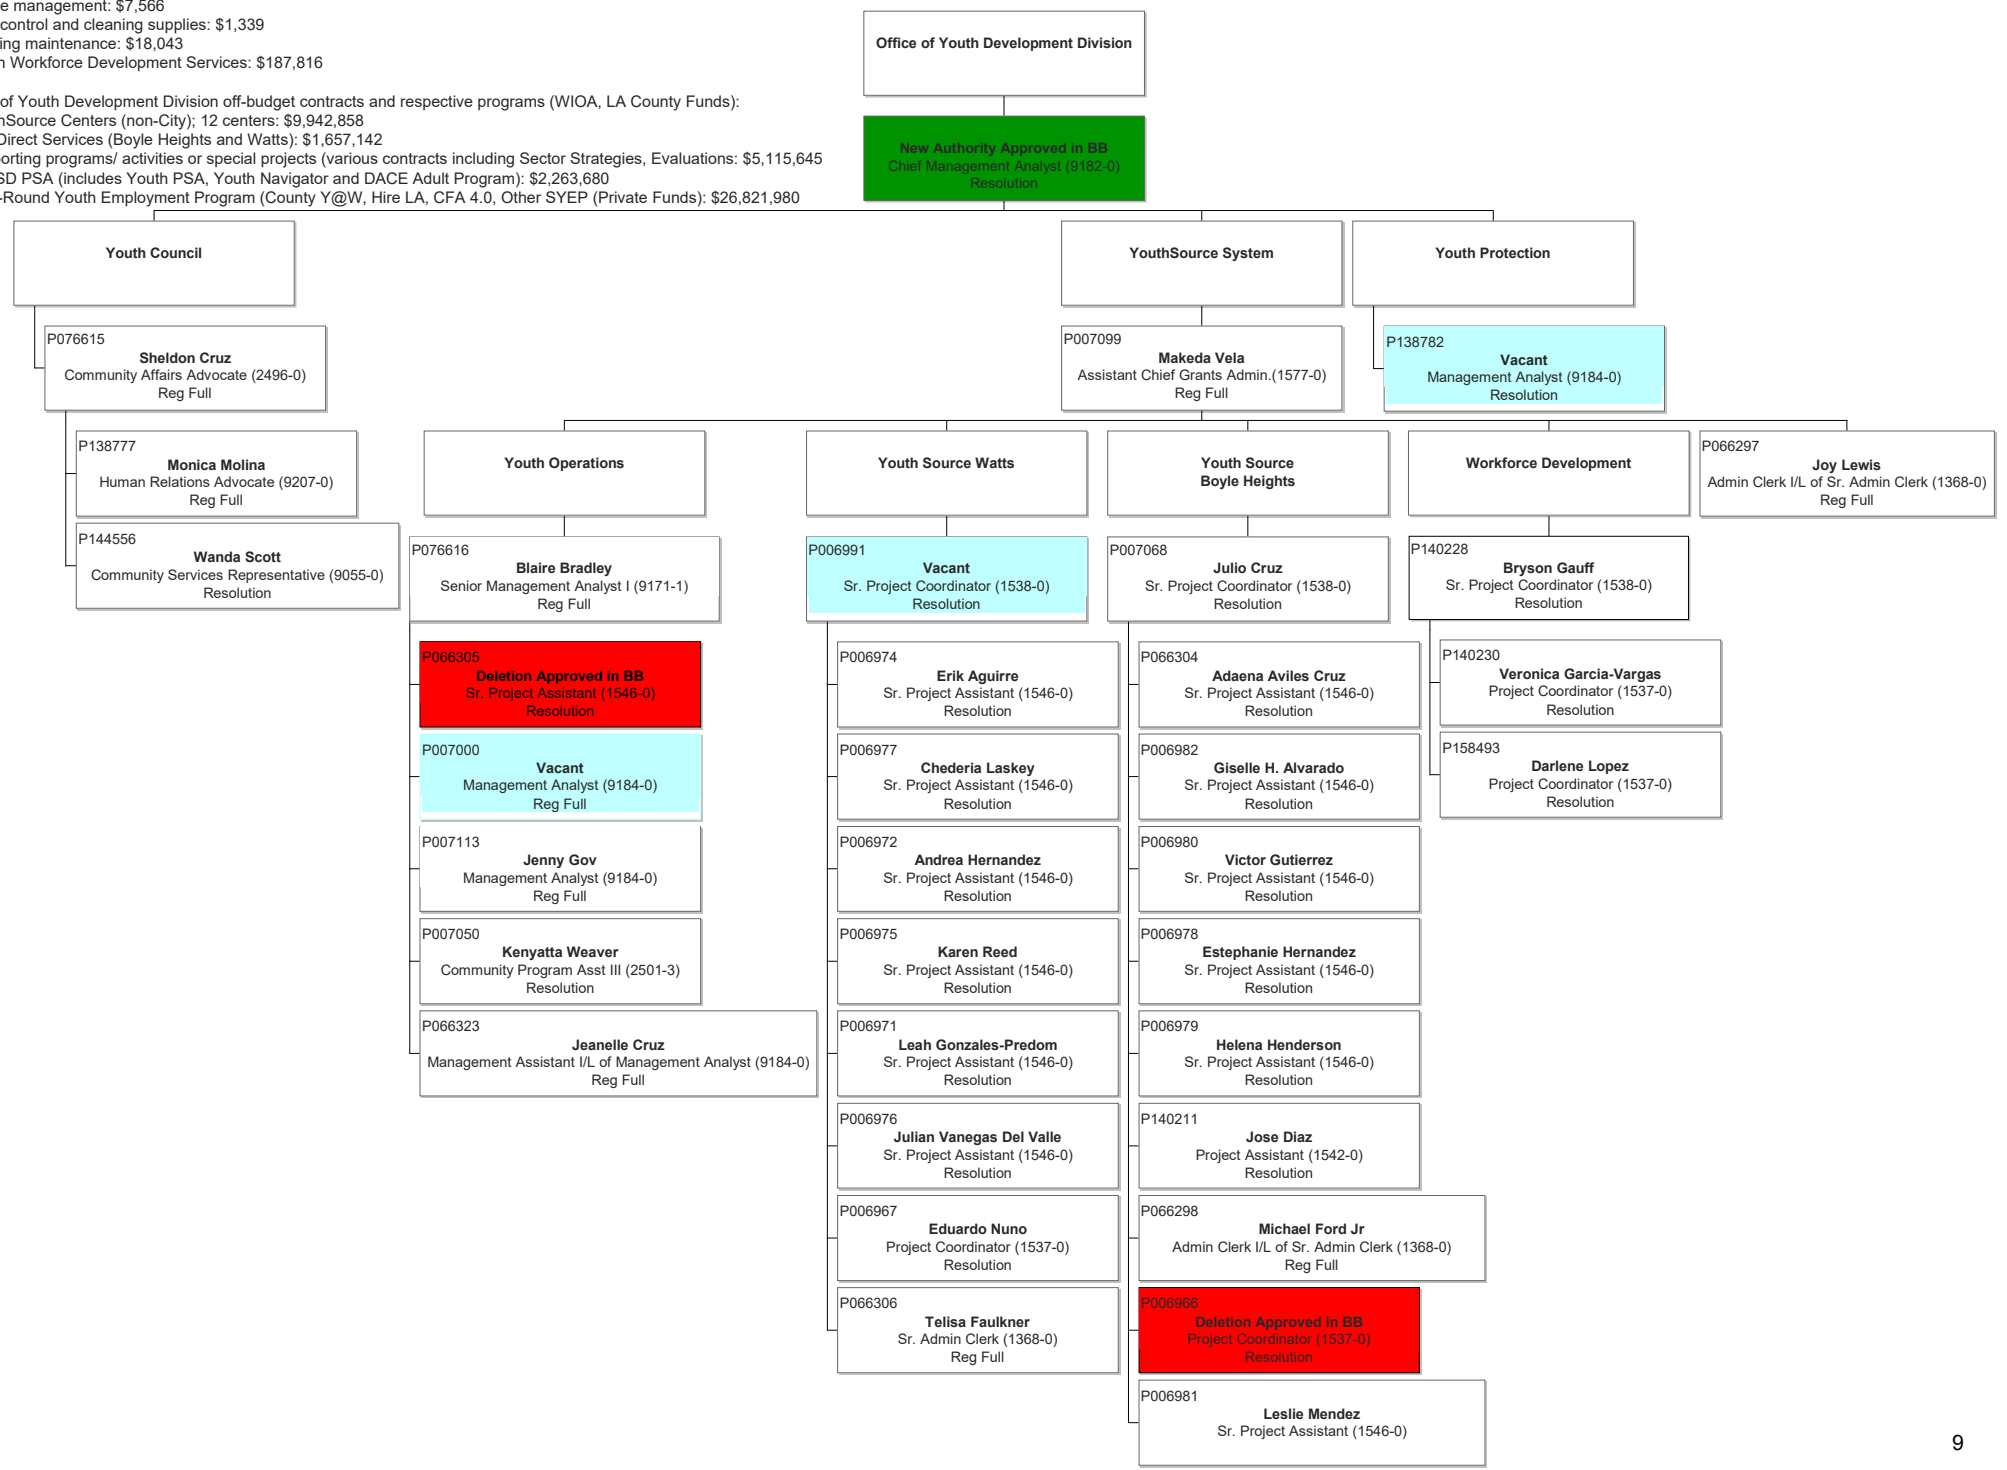 e management: $7,566
control and cleaning supplies: $1,339
ing maintenance: $18,043
Workforce Development Services: $187,816
of Youth Development Division off-budget contracts and respective programs (WIOA, LA County Funds):
hSource Centers (non-City); 12 centers: $9,942,858
Direct Services (Boyle Heights and Watts): $1,657,142
orting programs/ activities or special projects (various contracts including Sector Strategies, Evaluations: $5,115,645
SD PSA (includes Youth PSA, Youth Navigator and DACE Adult Program): $2,263,680
-Round Youth Employment Program (County Y@W, Hire LA, CFA 4.0, Other SYEP (Private Funds): $26,821,980
Office of Youth Development Division
New Authority Approved in BB
Chief Management Analyst (9182-0)
Resolution
Youth Council
P076615
Sheldon Cruz
Community Affairs Advocate (2496-0)
Reg Full
P138777
Monica Molina
Human Relations Advocate (9207-0)
Reg Full
P144556
Wanda Scott
Community Services Representative (9055-0)
Resolution
YouthSource System
P007099
Makeda Vela
Assistant Chief Grants Admin.(1577-0)
Reg Full
Youth Protection
P138782
Vacant
Management Analyst (9184-0)
Resolution
Youth Operations
P076616
Blaire Bradley
Senior Management Analyst I (9171-1)
Reg Full
P066305
Deletion Approved in BB
Sr. Project Assistant (1546-0)
Resolution
P007000
Vacant
Management Analyst (9184-0)
Reg Full
P007113
Jenny Gov
Management Analyst (9184-0)
Reg Full
P007050
Kenyatta Weaver
Community Program Asst III (2501-3)
Resolution
P066323
Jeanelle Cruz
Management Assistant I/L of Management Analyst (9184-0)
Reg Full
Youth Source Watts
P006991
Vacant
Sr. Project Coordinator (1538-0)
Resolution
P006974
Erik Aguirre
Sr. Project Assistant (1546-0)
Resolution
P006977
Chederia Laskey
Sr. Project Assistant (1546-0)
Resolution
P006972
Andrea Hernandez
Sr. Project Assistant (1546-0)
Resolution
P006975
Karen Reed
Sr. Project Assistant (1546-0)
Resolution
P006971
Leah Gonzales-Predom
Sr. Project Assistant (1546-0)
Resolution
P006976
Julian Vanegas Del Valle
Sr. Project Assistant (1546-0)
Resolution
P006967
Eduardo Nuno
Project Coordinator (1537-0)
Resolution
P066306
Telisa Faulkner
Sr. Admin Clerk (1368-0)
Reg Full
Youth Source
Boyle Heights
P007068
Julio Cruz
Sr. Project Coordinator (1538-0)
Resolution
P066304
Adaena Aviles Cruz
Sr. Project Assistant (1546-0)
Resolution
P006982
Giselle H. Alvarado
Sr. Project Assistant (1546-0)
Resolution
P006980
Victor Gutierrez
Sr. Project Assistant (1546-0)
Resolution
P006978
Estephanie Hernandez
Sr. Project Assistant (1546-0)
Resolution
P006979
Helena Henderson
Sr. Project Assistant (1546-0)
Resolution
P140211
Jose Diaz
Project Assistant (1542-0)
Resolution
P066298
Michael Ford Jr
Admin Clerk I/L of Sr. Admin Clerk (1368-0)
Reg Full
P006966
Deletion Approved in BB
Project Coordinator (1537-0)
Resolution
P006981
Leslie Mendez
Sr. Project Assistant (1546-0)
Workforce Development
P140228
Bryson Gauff
Sr. Project Coordinator (1538-0)
Resolution
P140230
Veronica Garcia-Vargas
Project Coordinator (1537-0)
Resolution
P158493
Darlene Lopez
Project Coordinator (1537-0)
Resolution
P066297
Joy Lewis
Admin Clerk I/L of Sr. Admin Clerk (1368-0)
Reg Full
9